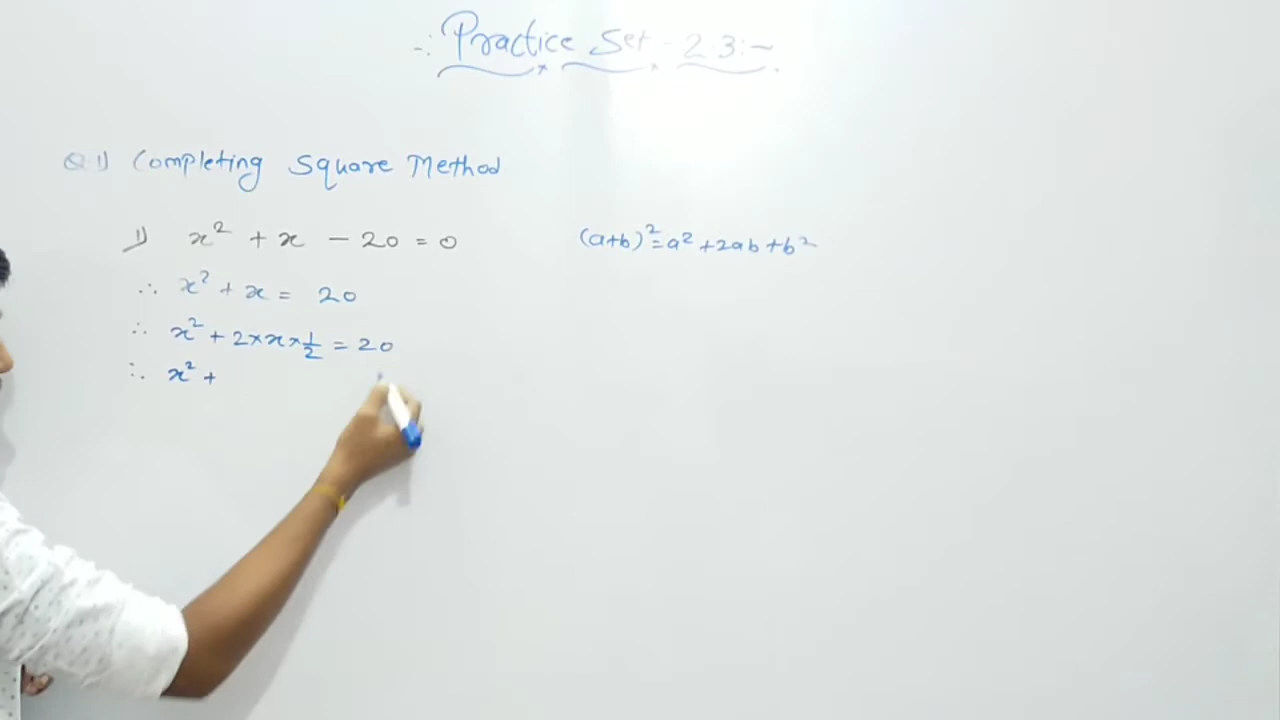 -: Practice Set - 2.3 :~
Q.1) Completing Square Method
1) x² + x - 20 = 0
(a+b)² = a² + 2ab + b²
∴ x² + x = 20
∴ x² + 2 × x × 1/2 = 20
∴ x² +